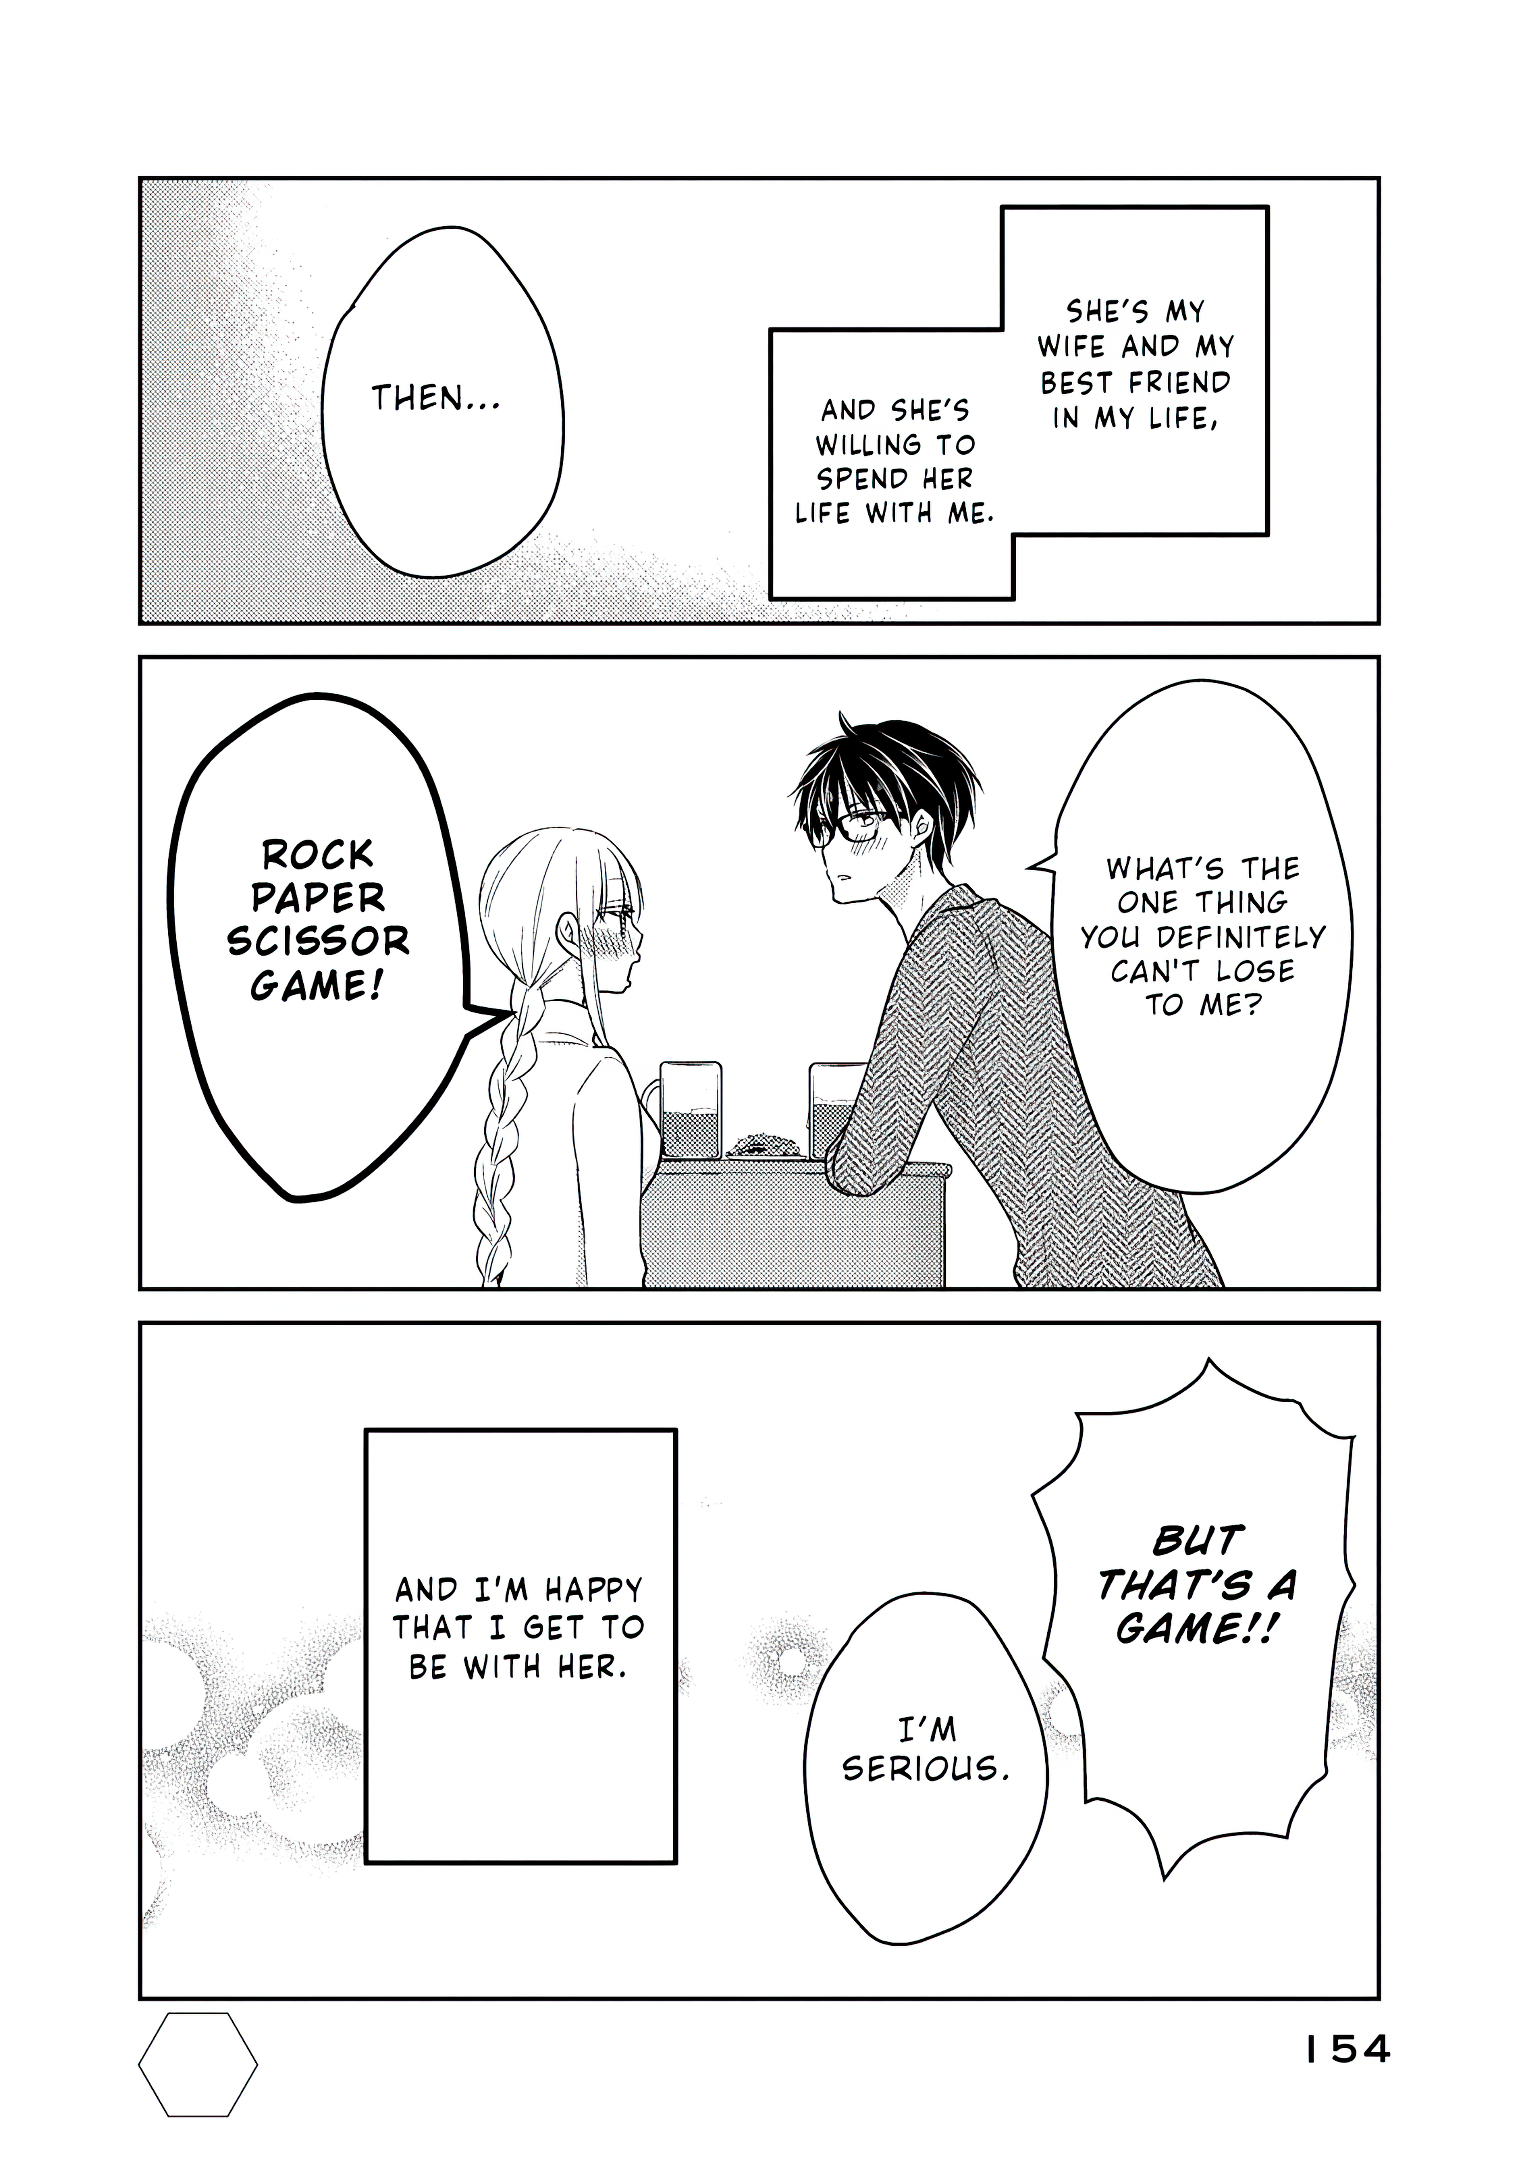 SHE'S MY
WIFE AND MY
BEST FRIEND
IN MY LIFE,
AND SHE'S
WILLING TO
SPEND HER
LIFE WITH ME.
THEN...
WHAT'S THE
ONE THING
YOU DEFINITELY
CAN'T LOSE
TO ME?
ROCK
PAPER
SCISSOR
GAME!
BUT
THAT'S A
GAME!!
I'M
SERIOUS.
AND I'M HAPPY
THAT I GET TO
BE WITH HER.
154